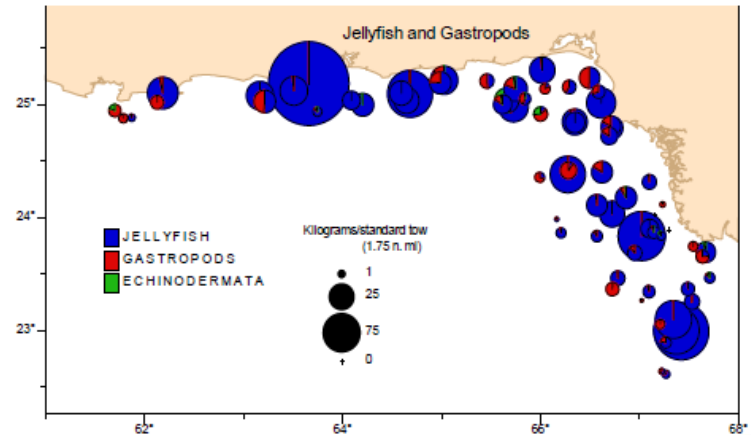 Jellyfish and Gastropods
25°
24°
23°
JELLYFISH
GASTROPODS
ECHINODERMATA
Kilograms/standard tow
(1.75 n. mi)
1
25
75
0
62°
64°
66°
68°